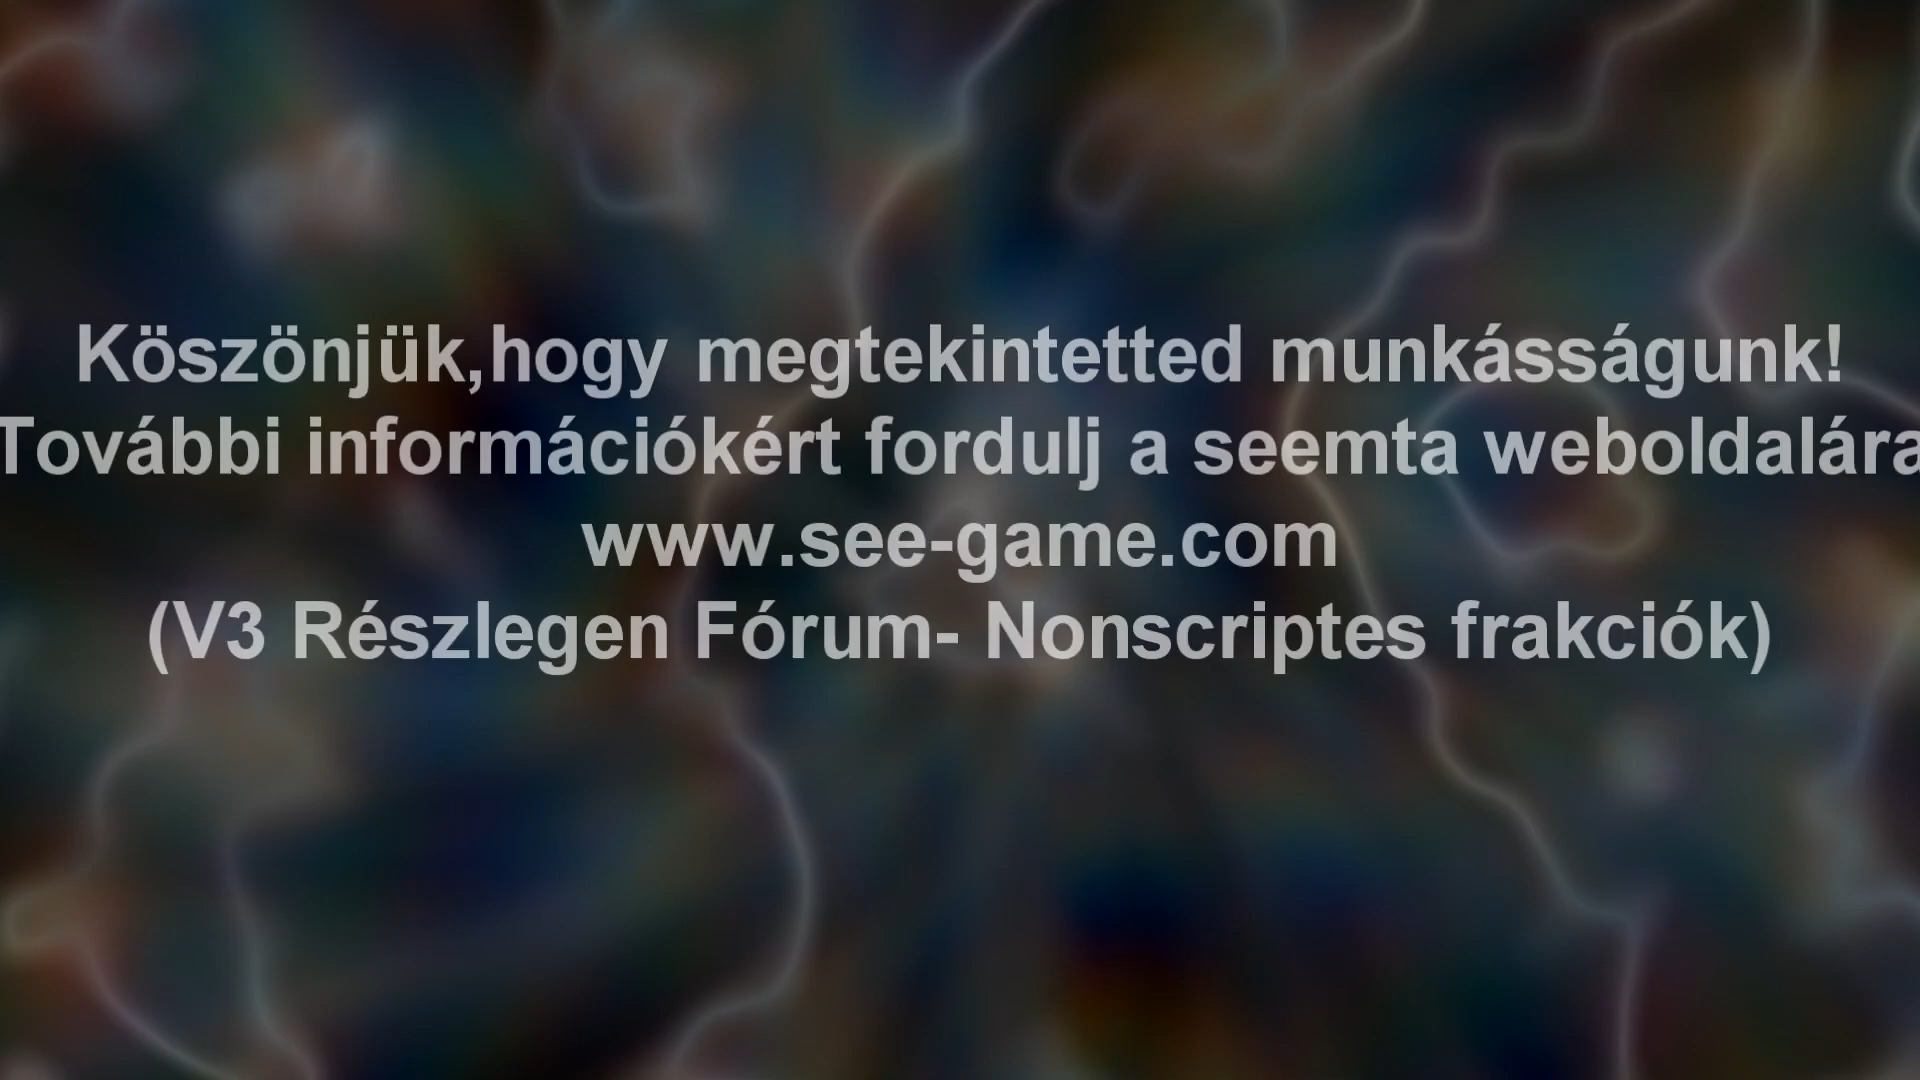 Köszönjük,hogy megtekintetted munkásságunk!
További információkért fordulj a seemta weboldalára
www.see-game.com
(V3 Részlegen Fórum- Nonscriptes frakciók)